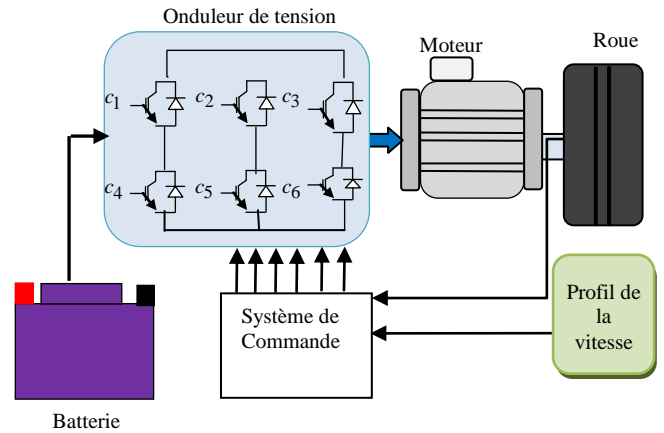 Onduleur de tension
Moteur
Roue
c1
c2
c3
c4
c5
c6
Système de
Commande
Profil de
la
vitesse
Batterie